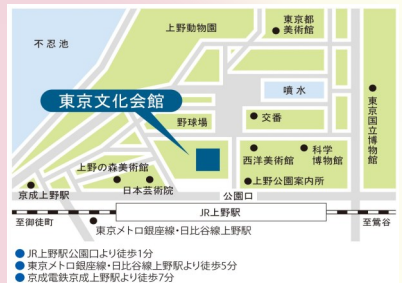 不忍池
上野動物園
東京都
美術館
東京文化会館
噴水
野球場
交番
東京国立博物館
上野の森美術館
西洋美術館
科学
博物館
京成上野駅
日本芸術院
上野公園案内所
公園口
JR上野駅
至御徒町
至鶯谷
東京メトロ銀座線・日比谷線上野駅
JR上野駅公園口より徒歩1分
東京メトロ銀座線・日比谷線上野駅より徒歩5分
京成電鉄京成上野駅より徒歩7分